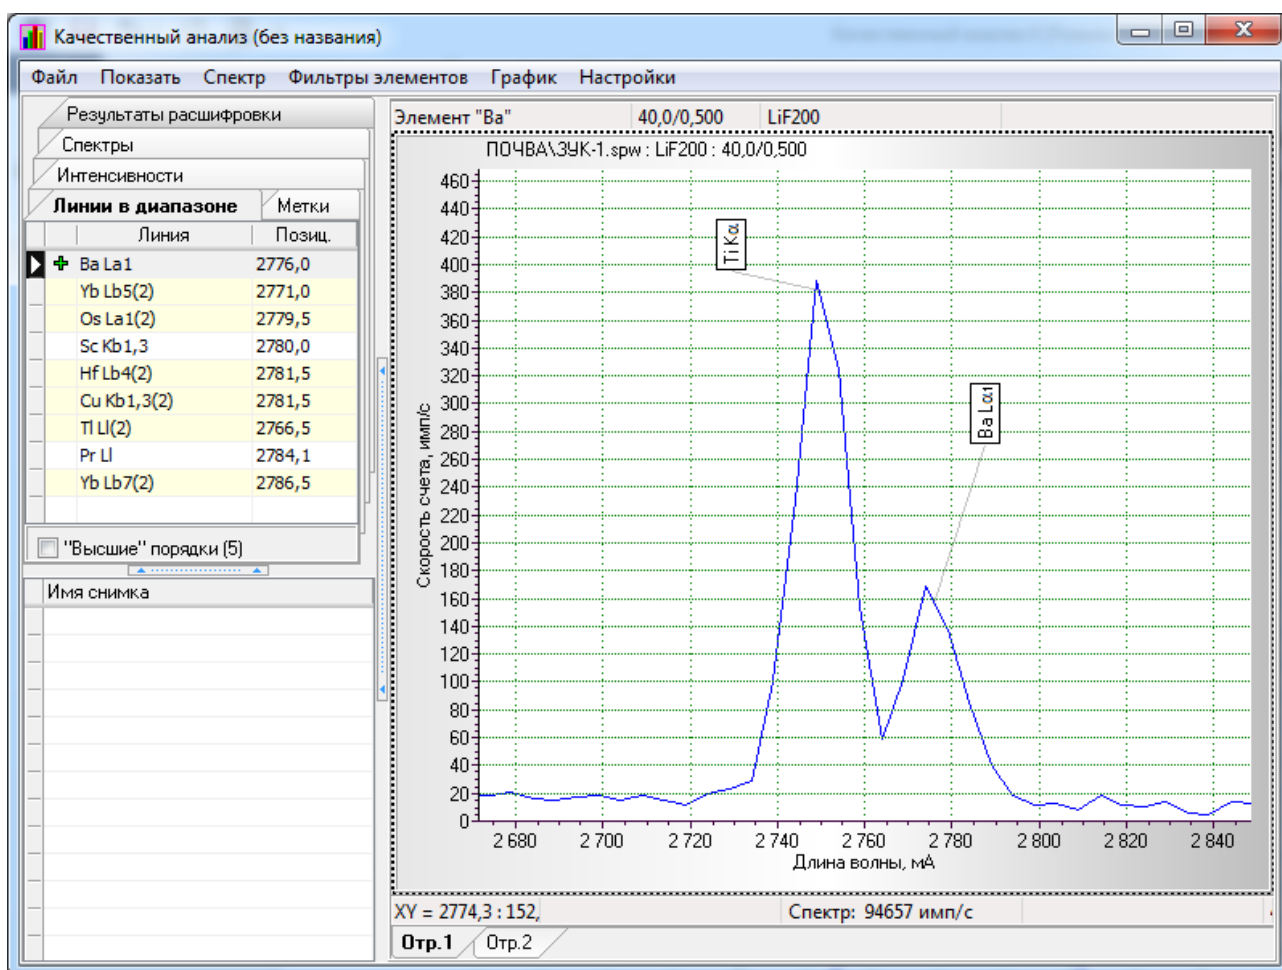 Качественный анализ (без названия)
Файл Показать Спектр Фильтры элементов График Настройки
Результаты расшифровки
Спектры
Интенсивности
Линии в диапазоне Метки
Линия Позиц.
Ba La1 2776,0
Yb Lb5(2) 2771,0
Os La1(2) 2779,5
Sc Kb1,3 2780,0
Hf Lb4(2) 2781,5
Cu Kb1,3(2) 2781,5
Tl Ll(2) 2766,5
Pr Ll 2784,1
Yb Lb7(2) 2786,5
"Высшие" порядки (5)
Имя снимка
Элемент "Ba" 40,0/0,500 LiF200
ПОЧВА\ЗУК-1.spw : LiF200 : 40,0/0,500
Скорость счета, имп/с
460
440
420
400
380
360
340
320
300
280
260
240
220
200
180
160
140
120
100
80
60
40
20
0
Ti Kα
Ba Lα1
2 680 2 700 2 720 2 740 2 760 2 780 2 800 2 820 2 840
Длина волны, мА
XY = 2774,3 : 152, Спектр: 94657 имп/с
Отр.1 Отр.2